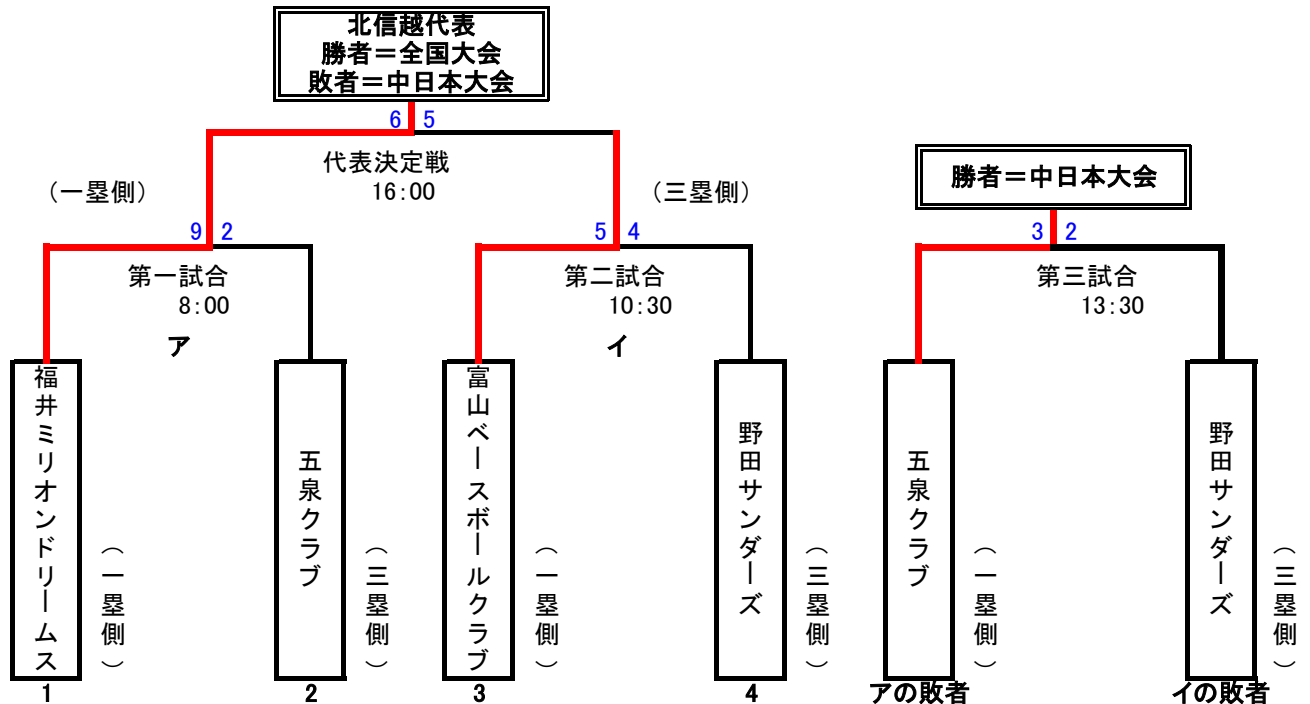 北信越代表
勝者＝全国大会
敗者＝中日本大会
6 5
代表決定戦
16:00
（一塁側）
（三塁側）
勝者＝中日本大会
9 2
5 4
3 2
第一試合
8:00
ア
第二試合
10:30
イ
第三試合
13:30
福井ミリオンドリームス
（一塁側）
五泉クラブ
（三塁側）
富山ベースボールクラブ
（一塁側）
野田サンダーズ
（三塁側）
五泉クラブ
（一塁側）
野田サンダーズ
（三塁側）
1
2
3
4
アの敗者
イの敗者